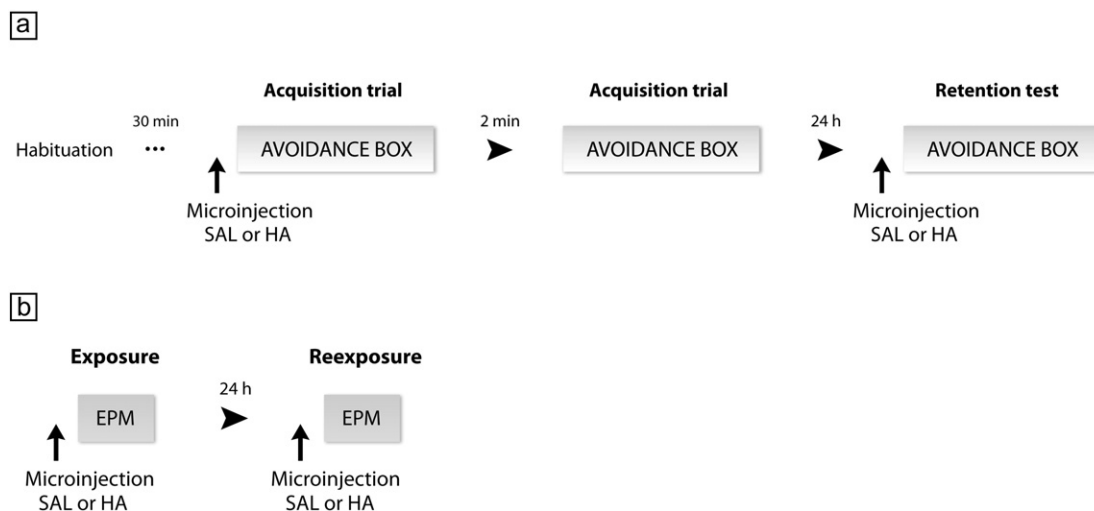 a
Acquisition trial
Acquisition trial
Retention test
Habituation
30 min
•••
AVOIDANCE BOX
2 min
AVOIDANCE BOX
24 h
AVOIDANCE BOX
Microinjection
SAL or HA
Microinjection
SAL or HA
b
Exposure
Reexposure
EPM
24 h
EPM
Microinjection
SAL or HA
Microinjection
SAL or HA